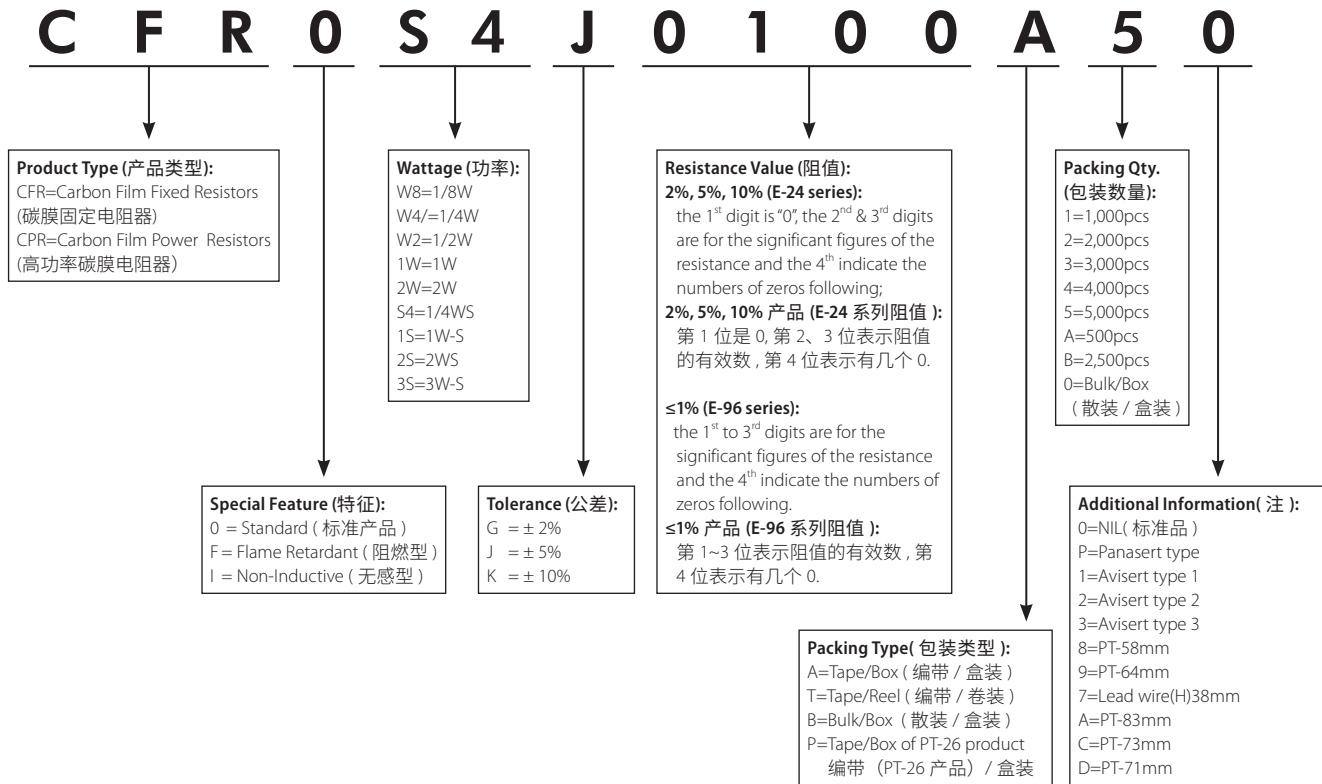 C F R 0 S 4 J 0 1 0 0 A 5 0
Product Type (产品类型):
CFR=Carbon Film Fixed Resistors
(碳膜固定电阻器)
CPR=Carbon Film Power Resistors
(高功率碳膜电阻器）
Wattage (功率):
W8=1/8W
W4/=1/4W
W2=1/2W
1W=1W
2W=2W
S4=1/4WS
1S=1W-S
2S=2WS
3S=3W-S
Resistance Value (阻值):
2%, 5%, 10% (E-24 series):
the 1st digit is "0", the 2nd & 3rd digits
are for the significant figures of the
resistance and the 4th indicate the
numbers of zeros following;
2%, 5%, 10% 产品 (E-24 系列阻值 ):
第 1 位是 0, 第 2、3 位表示阻值
的有效数 , 第 4 位表示有几个 0.
≤1% (E-96 series):
the 1st to 3rd digits are for the
significant figures of the resistance
and the 4th indicate the numbers of
zeros following.
≤1% 产品 (E-96 系列阻值 ):
第 1~3 位表示阻值的有效数 , 第
4 位表示有几个 0.
Packing Qty.
(包装数量):
1=1,000pcs
2=2,000pcs
3=3,000pcs
4=4,000pcs
5=5,000pcs
A=500pcs
B=2,500pcs
0=Bulk/Box
( 散装 / 盒装 )
Special Feature (特征):
0 = Standard ( 标准产品 )
F = Flame Retardant ( 阻燃型 )
I = Non-Inductive ( 无感型 )
Tolerance (公差):
G = ± 2%
J = ± 5%
K = ± 10%
Packing Type( 包装类型 ):
A=Tape/Box ( 编带 / 盒装 )
T=Tape/Reel ( 编带 / 卷装 )
B=Bulk/Box ( 散装 / 盒装 )
P=Tape/Box of PT-26 product
编带（PT-26 产品）/ 盒装
Additional Information( 注 ):
0=NIL( 标准品 )
P=Panasert type
1=Avisert type 1
2=Avisert type 2
3=Avisert type 3
8=PT-58mm
9=PT-64mm
7=Lead wire(H)38mm
A=PT-83mm
C=PT-73mm
D=PT-71mm